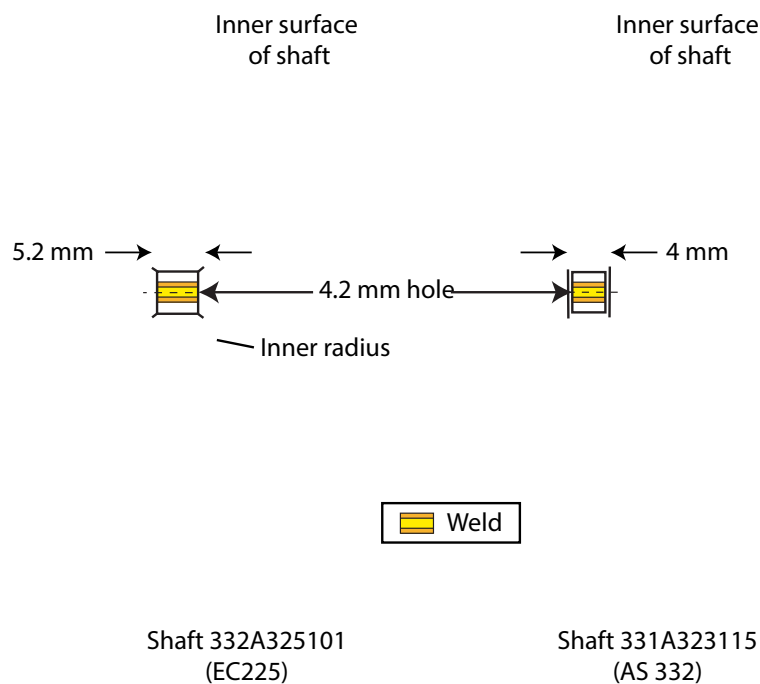 Inner surface
of shaft
Inner surface
of shaft
5.2 mm
4 mm
4.2 mm hole
Inner radius
Weld
Shaft 332A325101
(EC225)
Shaft 331A323115
(AS 332)